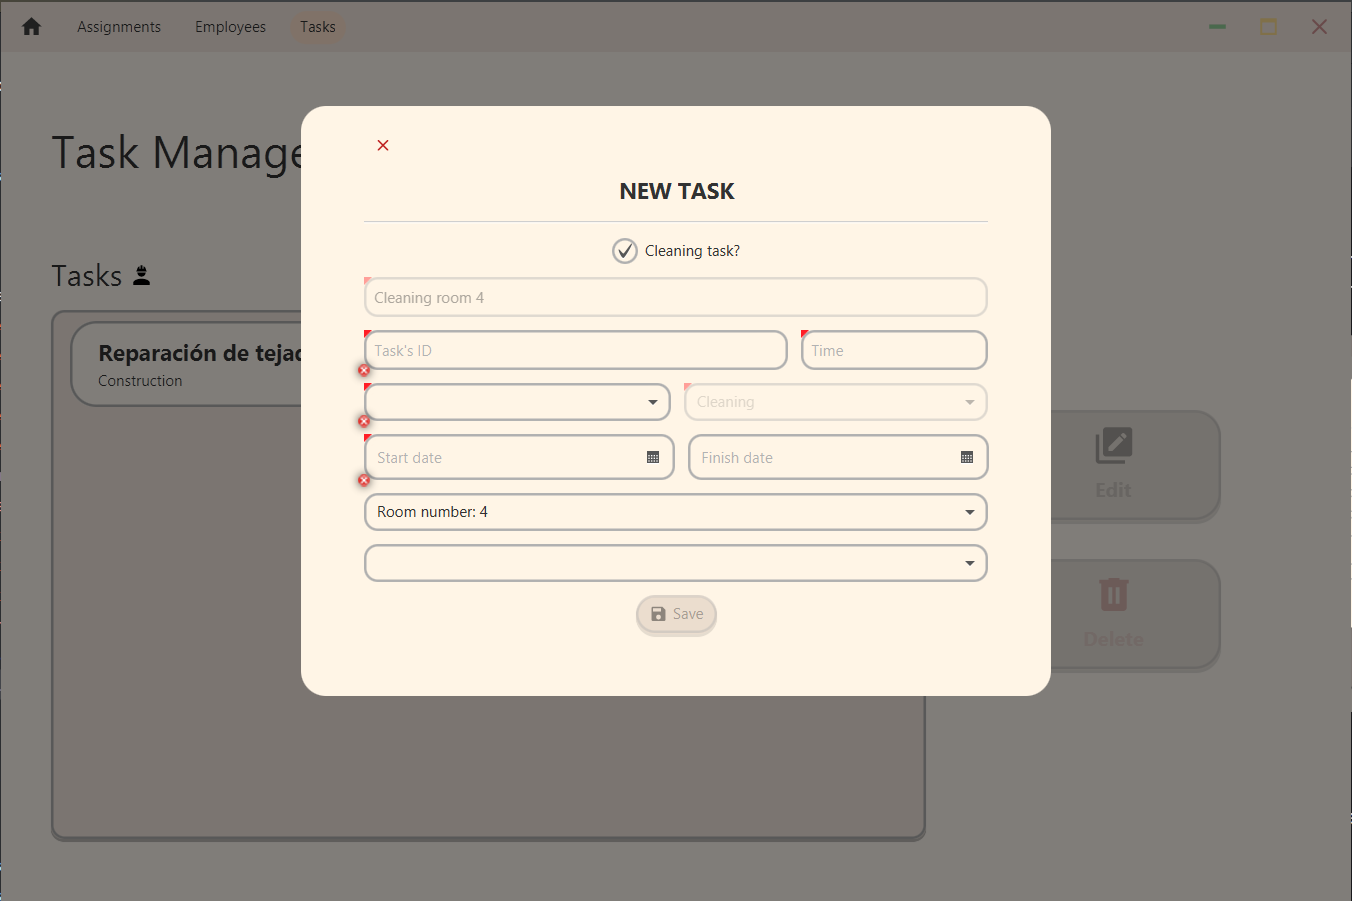 Assignments Employees Tasks
Task Manage
NEW TASK
Cleaning task?
Tasks
Cleaning room 4
Reparación de tejad
Construction
Task's ID Time
Cleaning
Start date Finish date
Edit
Room number: 4
Save
Delete